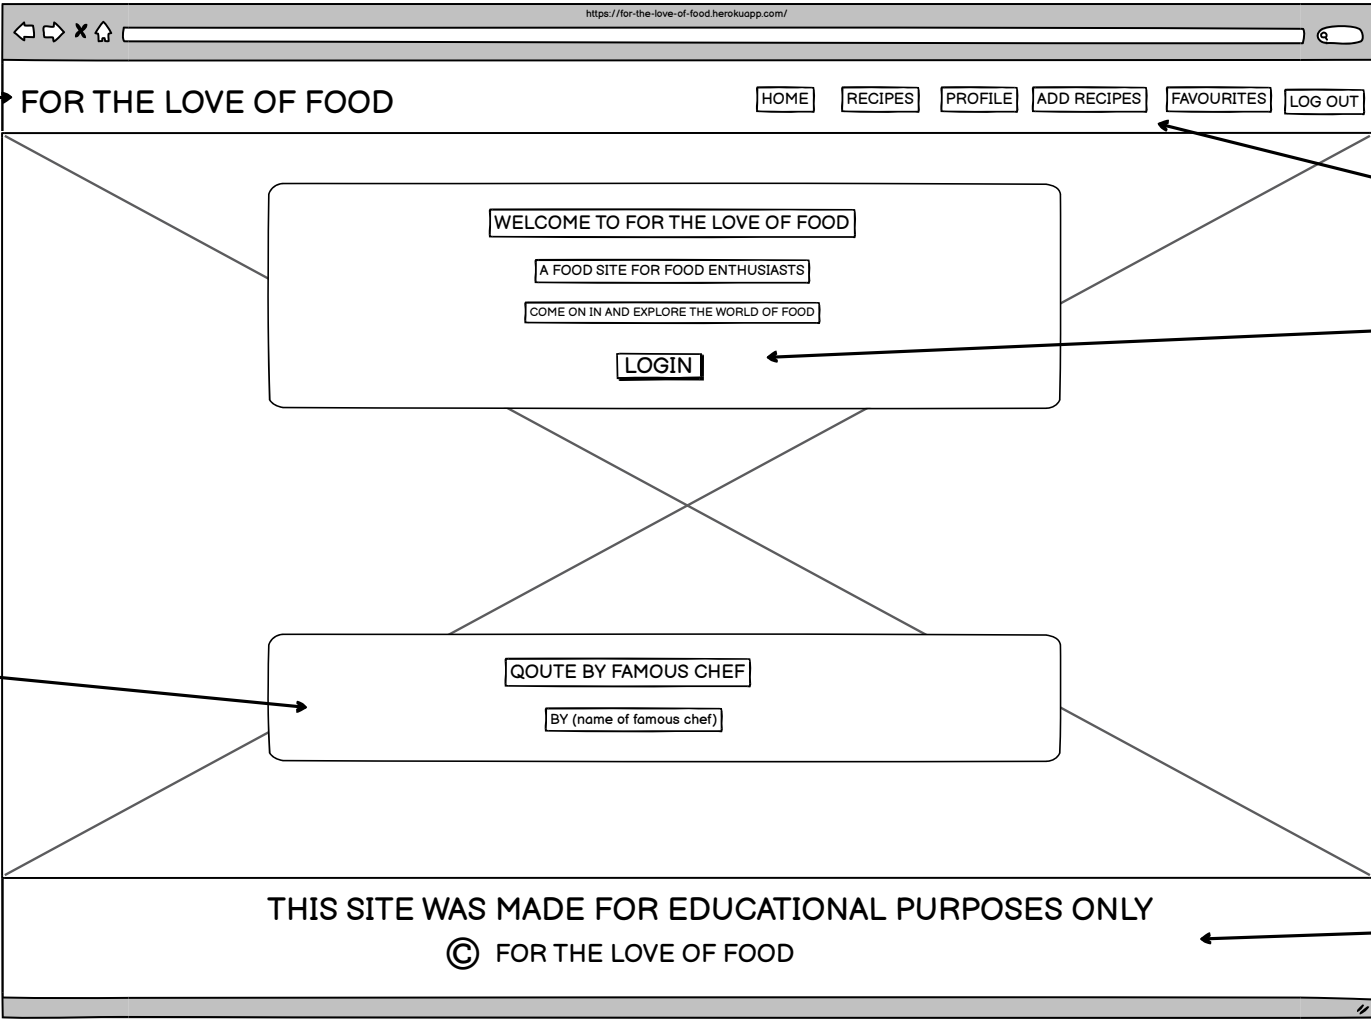 https://for-the-love-of-food.herokuapp.com/
FOR THE LOVE OF FOOD
HOME RECIPES PROFILE ADD RECIPES FAVOURITES LOG OUT
WELCOME TO FOR THE LOVE OF FOOD
A FOOD SITE FOR FOOD ENTHUSIASTS
COME ON IN AND EXPLORE THE WORLD OF FOOD
LOGIN
QOUTE BY FAMOUS CHEF
BY (name of famous chef)
THIS SITE WAS MADE FOR EDUCATIONAL PURPOSES ONLY
© FOR THE LOVE OF FOOD